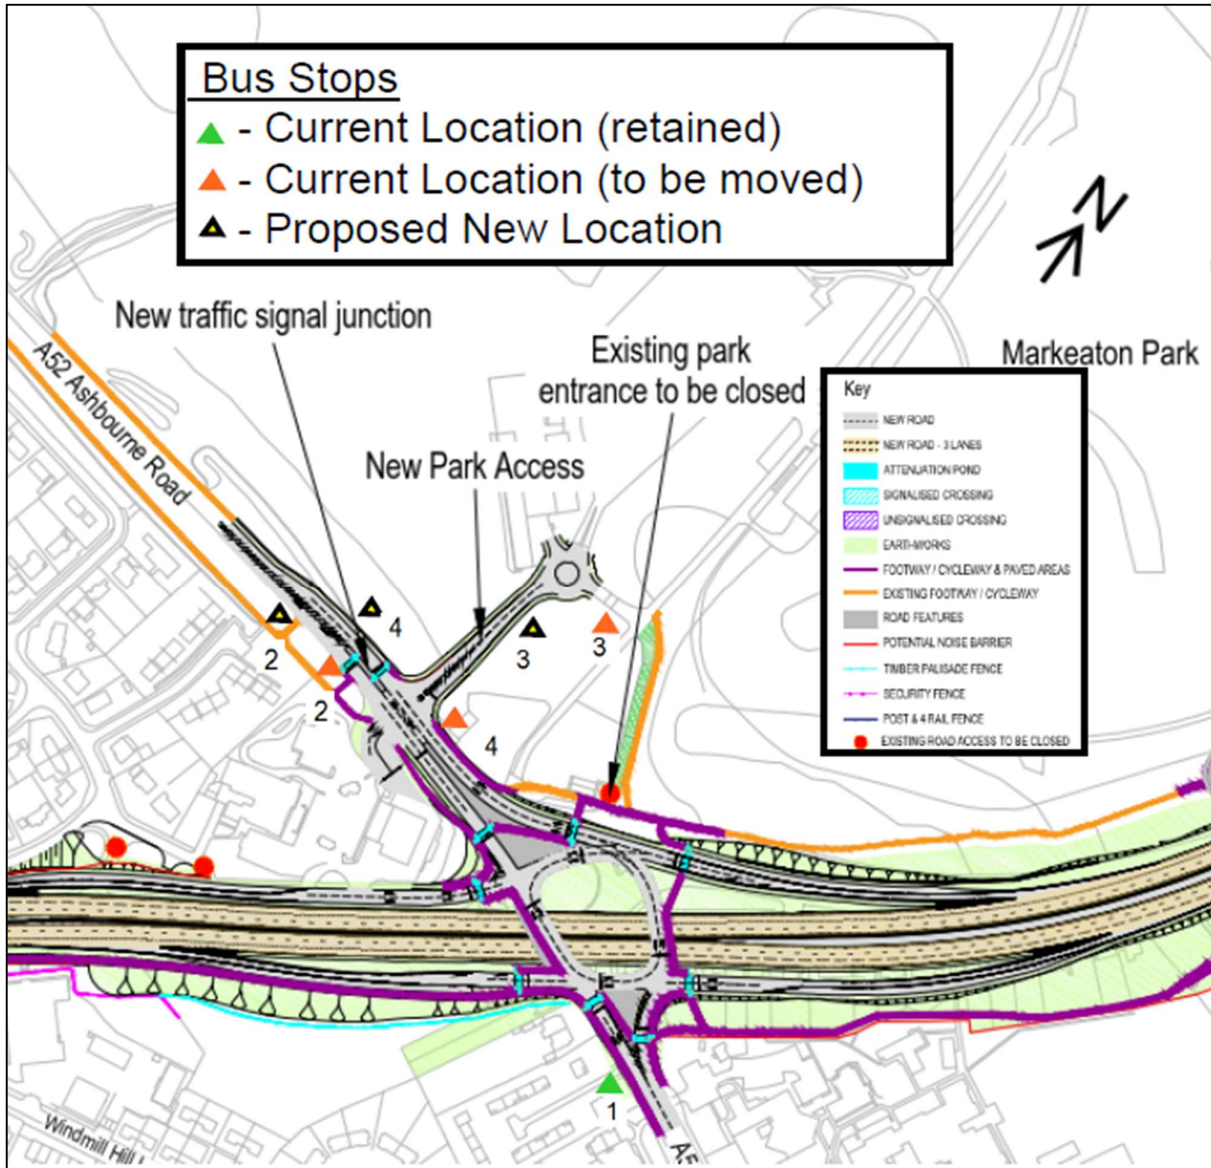 Bus Stops
- Current Location (retained)
- Current Location (to be moved)
- Proposed New Location
N
New traffic signal junction
Existing park
entrance to be closed
Markeaton Park
A52 Ashbourne Road
New Park Access
Key
NEW ROAD
NEW ROAD - 3 LANES
ATTENUATION POND
SIGNALISED CROSSING
UNSIGNALISED CROSSING
EARTHWORKS
FOOTWAY / CYCLEWAY & PAVED AREAS
EXISTING FOOTWAY / CYCLEWAY
ROAD FEATURES
POTENTIAL NOISE BARRIER
TIMBER PALISADE FENCE
SECURITY FENCE
POST & 4 RAIL FENCE
EXISTING ROAD ACCESS TO BE CLOSED
4
2
3
3
2
4
1
Windmill Hill